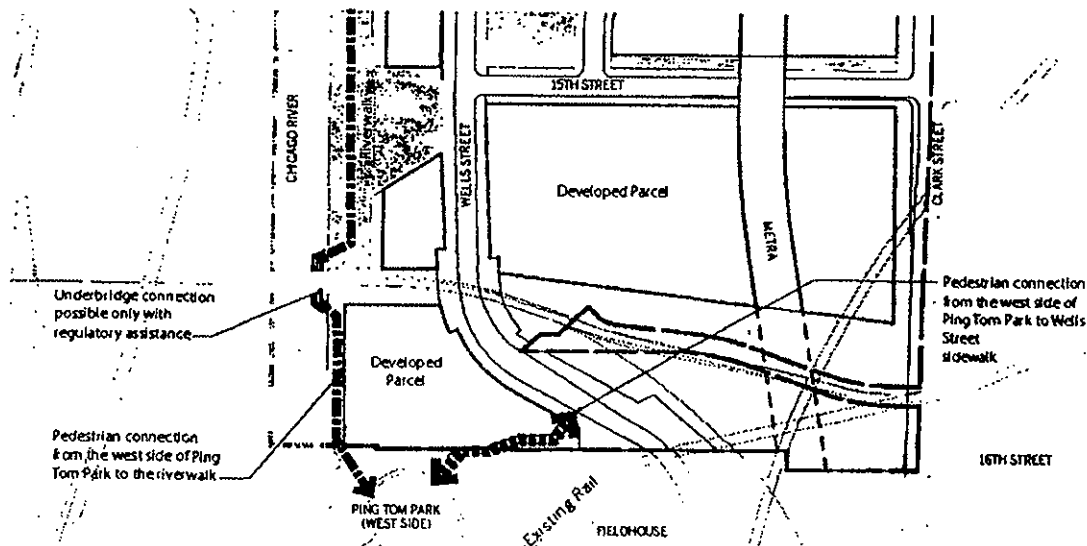 15TH STREET
CHICAGO RIVER
Riverwalk
WELLS STREET
CLARK STREET
Developed Parcel
METRA
Underbridge connection
possible only with
regulatory assistance
Pedestrian connection
from the west side of
Ping Tom Park to Wells
Street
sidewalk
Developed
Parcel
Pedestrian connection
from the west side of Ping
Tom Park to the riverwalk
16TH STREET
PING TOM PARK
(WEST SIDE)
Existing Rail
FIELDHOUSE